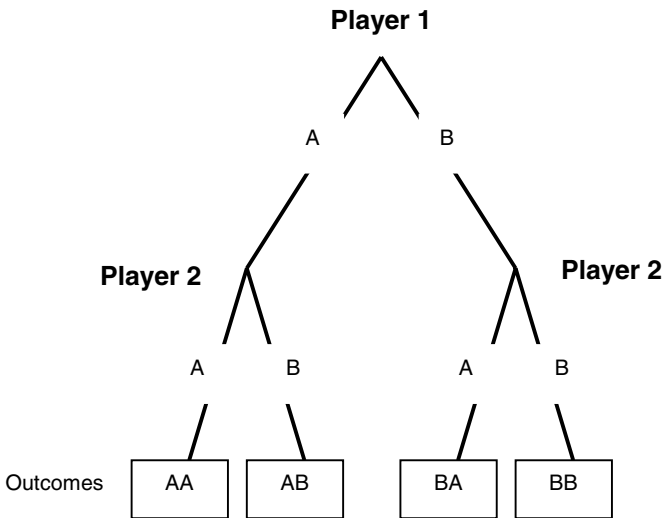 Player 1
A B
Player 2 Player 2
A B A B
Outcomes AA AB BA BB